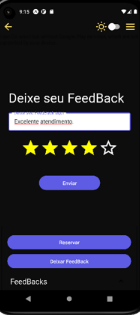 9:15
Deixe seu FeedBack
Excelente atendimento.
Enviar
Reservar
Deixar FeedBack
FeedBacks